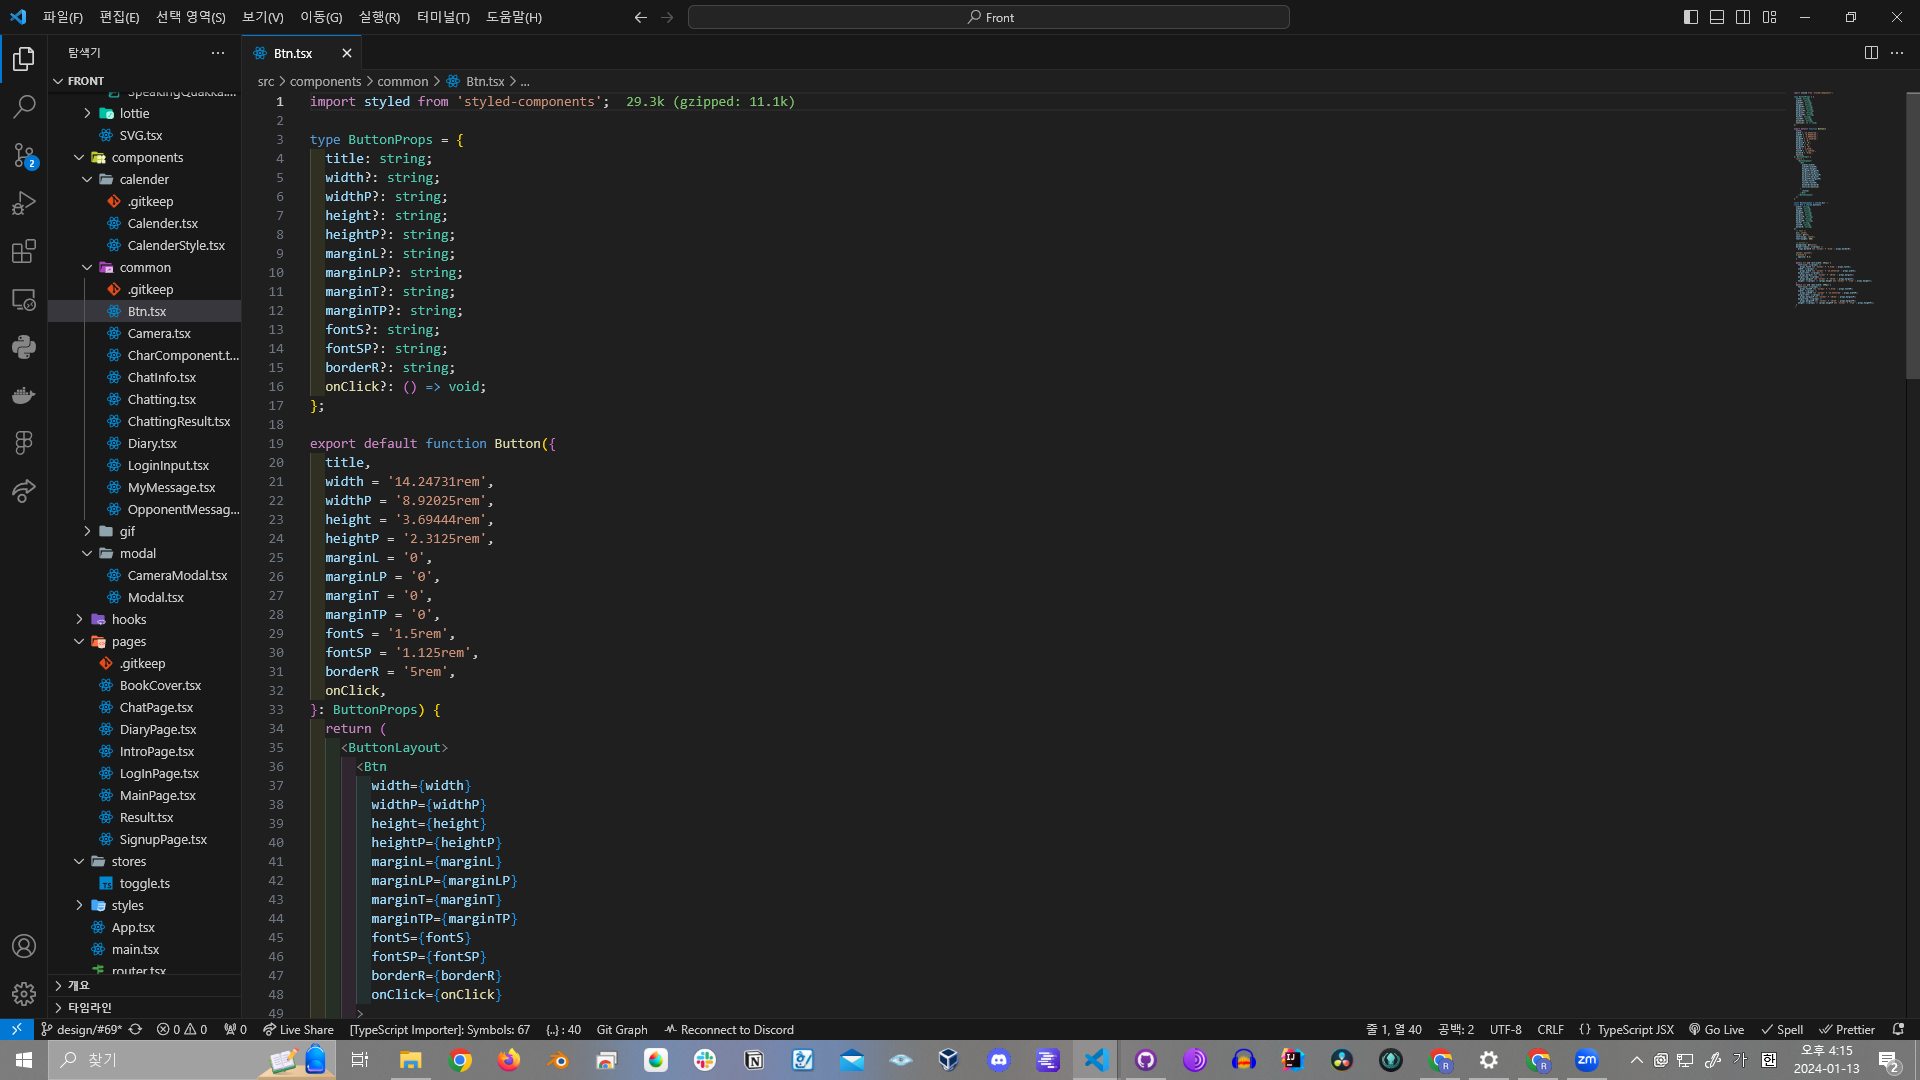 파일(F) 편집(E) 선택 영역(S) 보기(V) 이동(G) 실행(R) 터미널(T) 도움말(H) Front
탐색기
FRONT
SpeakingQuakka....
lottie
SVG.tsx
components
calender
.gitkeep
Calender.tsx
CalenderStyle.tsx
common
.gitkeep
Btn.tsx
Camera.tsx
CharComponent.t...
ChatInfo.tsx
Chatting.tsx
ChattingResult.tsx
Diary.tsx
LoginInput.tsx
MyMessage.tsx
OpponentMessag...
gif
modal
CameraModal.tsx
Modal.tsx
hooks
pages
.gitkeep
BookCover.tsx
ChatPage.tsx
DiaryPage.tsx
IntroPage.tsx
LogInPage.tsx
MainPage.tsx
Result.tsx
SignupPage.tsx
stores
toggle.ts
styles
App.tsx
main.tsx
router.tsx
개요
타임라인
2
Btn.tsx
src > components > common > Btn.tsx > ...
1 import styled from 'styled-components'; 29.3k (gzipped: 11.1k)
2
3 type ButtonProps = {
4 title: string;
5 width?: string;
6 widthP?: string;
7 height?: string;
8 heightP?: string;
9 marginL?: string;
10 marginLP?: string;
11 marginT?: string;
12 marginTP?: string;
13 fontS?: string;
14 fontSP?: string;
15 borderR?: string;
16 onClick?: () => void;
17 };
18
19 export default function Button({
20 title,
21 width = '14.24731rem',
22 widthP = '8.92025rem',
23 height = '3.69444rem',
24 heightP = '2.3125rem',
25 marginL = '0',
26 marginLP = '0',
27 marginT = '0',
28 marginTP = '0',
29 fontS = '1.5rem',
30 fontSP = '1.125rem',
31 borderR = '5rem',
32 onClick,
33 }: ButtonProps) {
34 return (
35 <ButtonLayout>
36 <Btn
37 width={width}
38 widthP={widthP}
39 height={height}
40 heightP={heightP}
41 marginL={marginL}
42 marginLP={marginLP}
43 marginT={marginT}
44 marginTP={marginTP}
45 fontS={fontS}
46 fontSP={fontSP}
47 borderR={borderR}
48 onClick={onClick}
49 >
design/#69* 0 0 0 Live Share [TypeScript Importer]: Symbols: 67 {..} : 40 Git Graph Reconnect to Discord 줄 1, 열 40 공백: 2 UTF-8 CRLF {} TypeScript JSX Go Live Spell Prettier
찾기
가
오후 4:15
2024-01-13
2